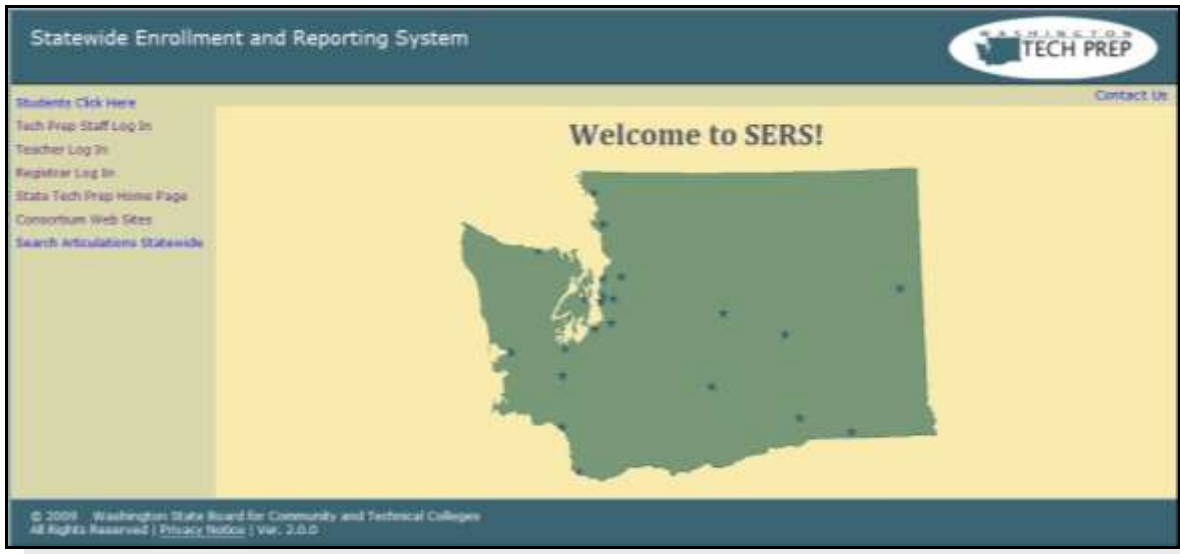 Statewide Enrollment and Reporting System
WASHINGTON
TECH PREP
Contact Us
Students Click Here
Tech Prep Staff Log In
Teacher Log In
Registrar Log In
State Tech Prep Home Page
Consortium Web Sites
Search Articulations Statewide
Welcome to SERS!
© 2009 Washington State Board for Community and Technical Colleges
All Rights Reserved | Privacy Notice | Ver. 2.0.0